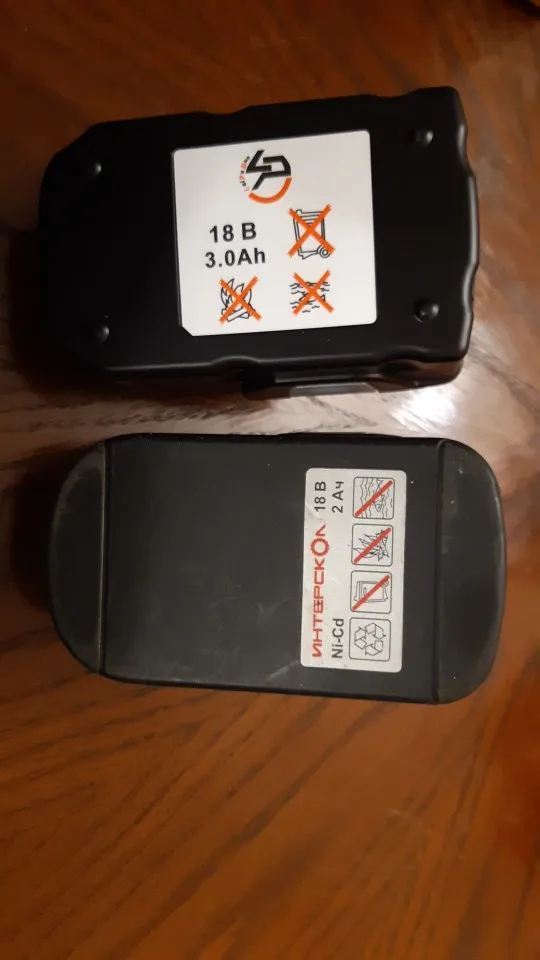 18 В
3.0Ah
ИНТЕРСКОЛ
18 В
Ni-Cd
2 Ач